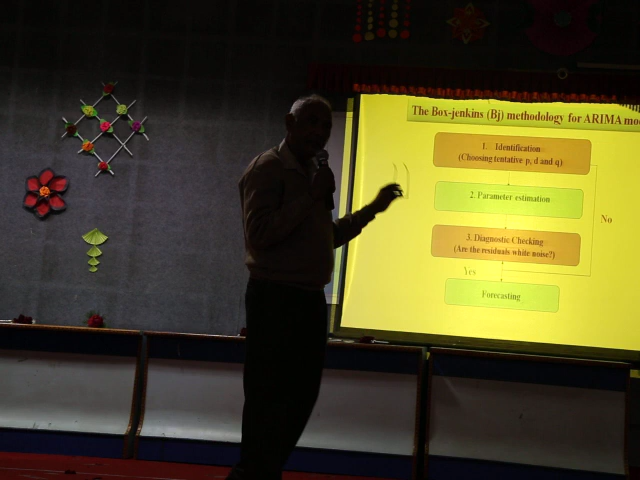 The Box-jenkins (Bj) methodology for ARIMA mo
1. Identification
(Choosing tentative p, d and q)
2. Parameter estimation
No
3. Diagnostic Checking
(Are the residuals white noise?)
Yes
Forecasting